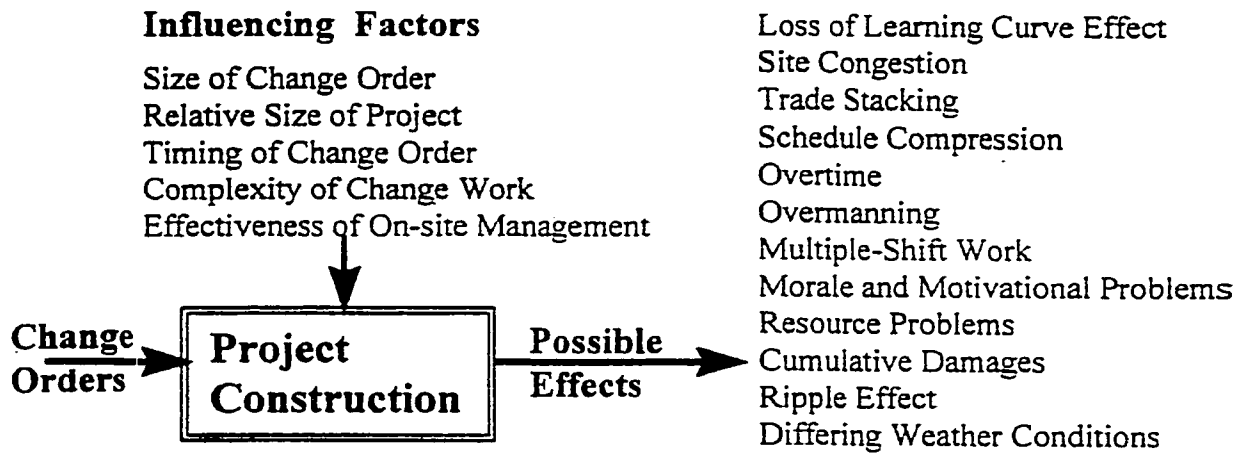 Influencing Factors
Size of Change Order
Relative Size of Project
Timing of Change Order
Complexity of Change Work
Effectiveness of On-site Management
Change
Orders
Project
Construction
Possible
Effects
Loss of Learning Curve Effect
Site Congestion
Trade Stacking
Schedule Compression
Overtime
Overmanning
Multiple-Shift Work
Morale and Motivational Problems
Resource Problems
Cumulative Damages
Ripple Effect
Differing Weather Conditions